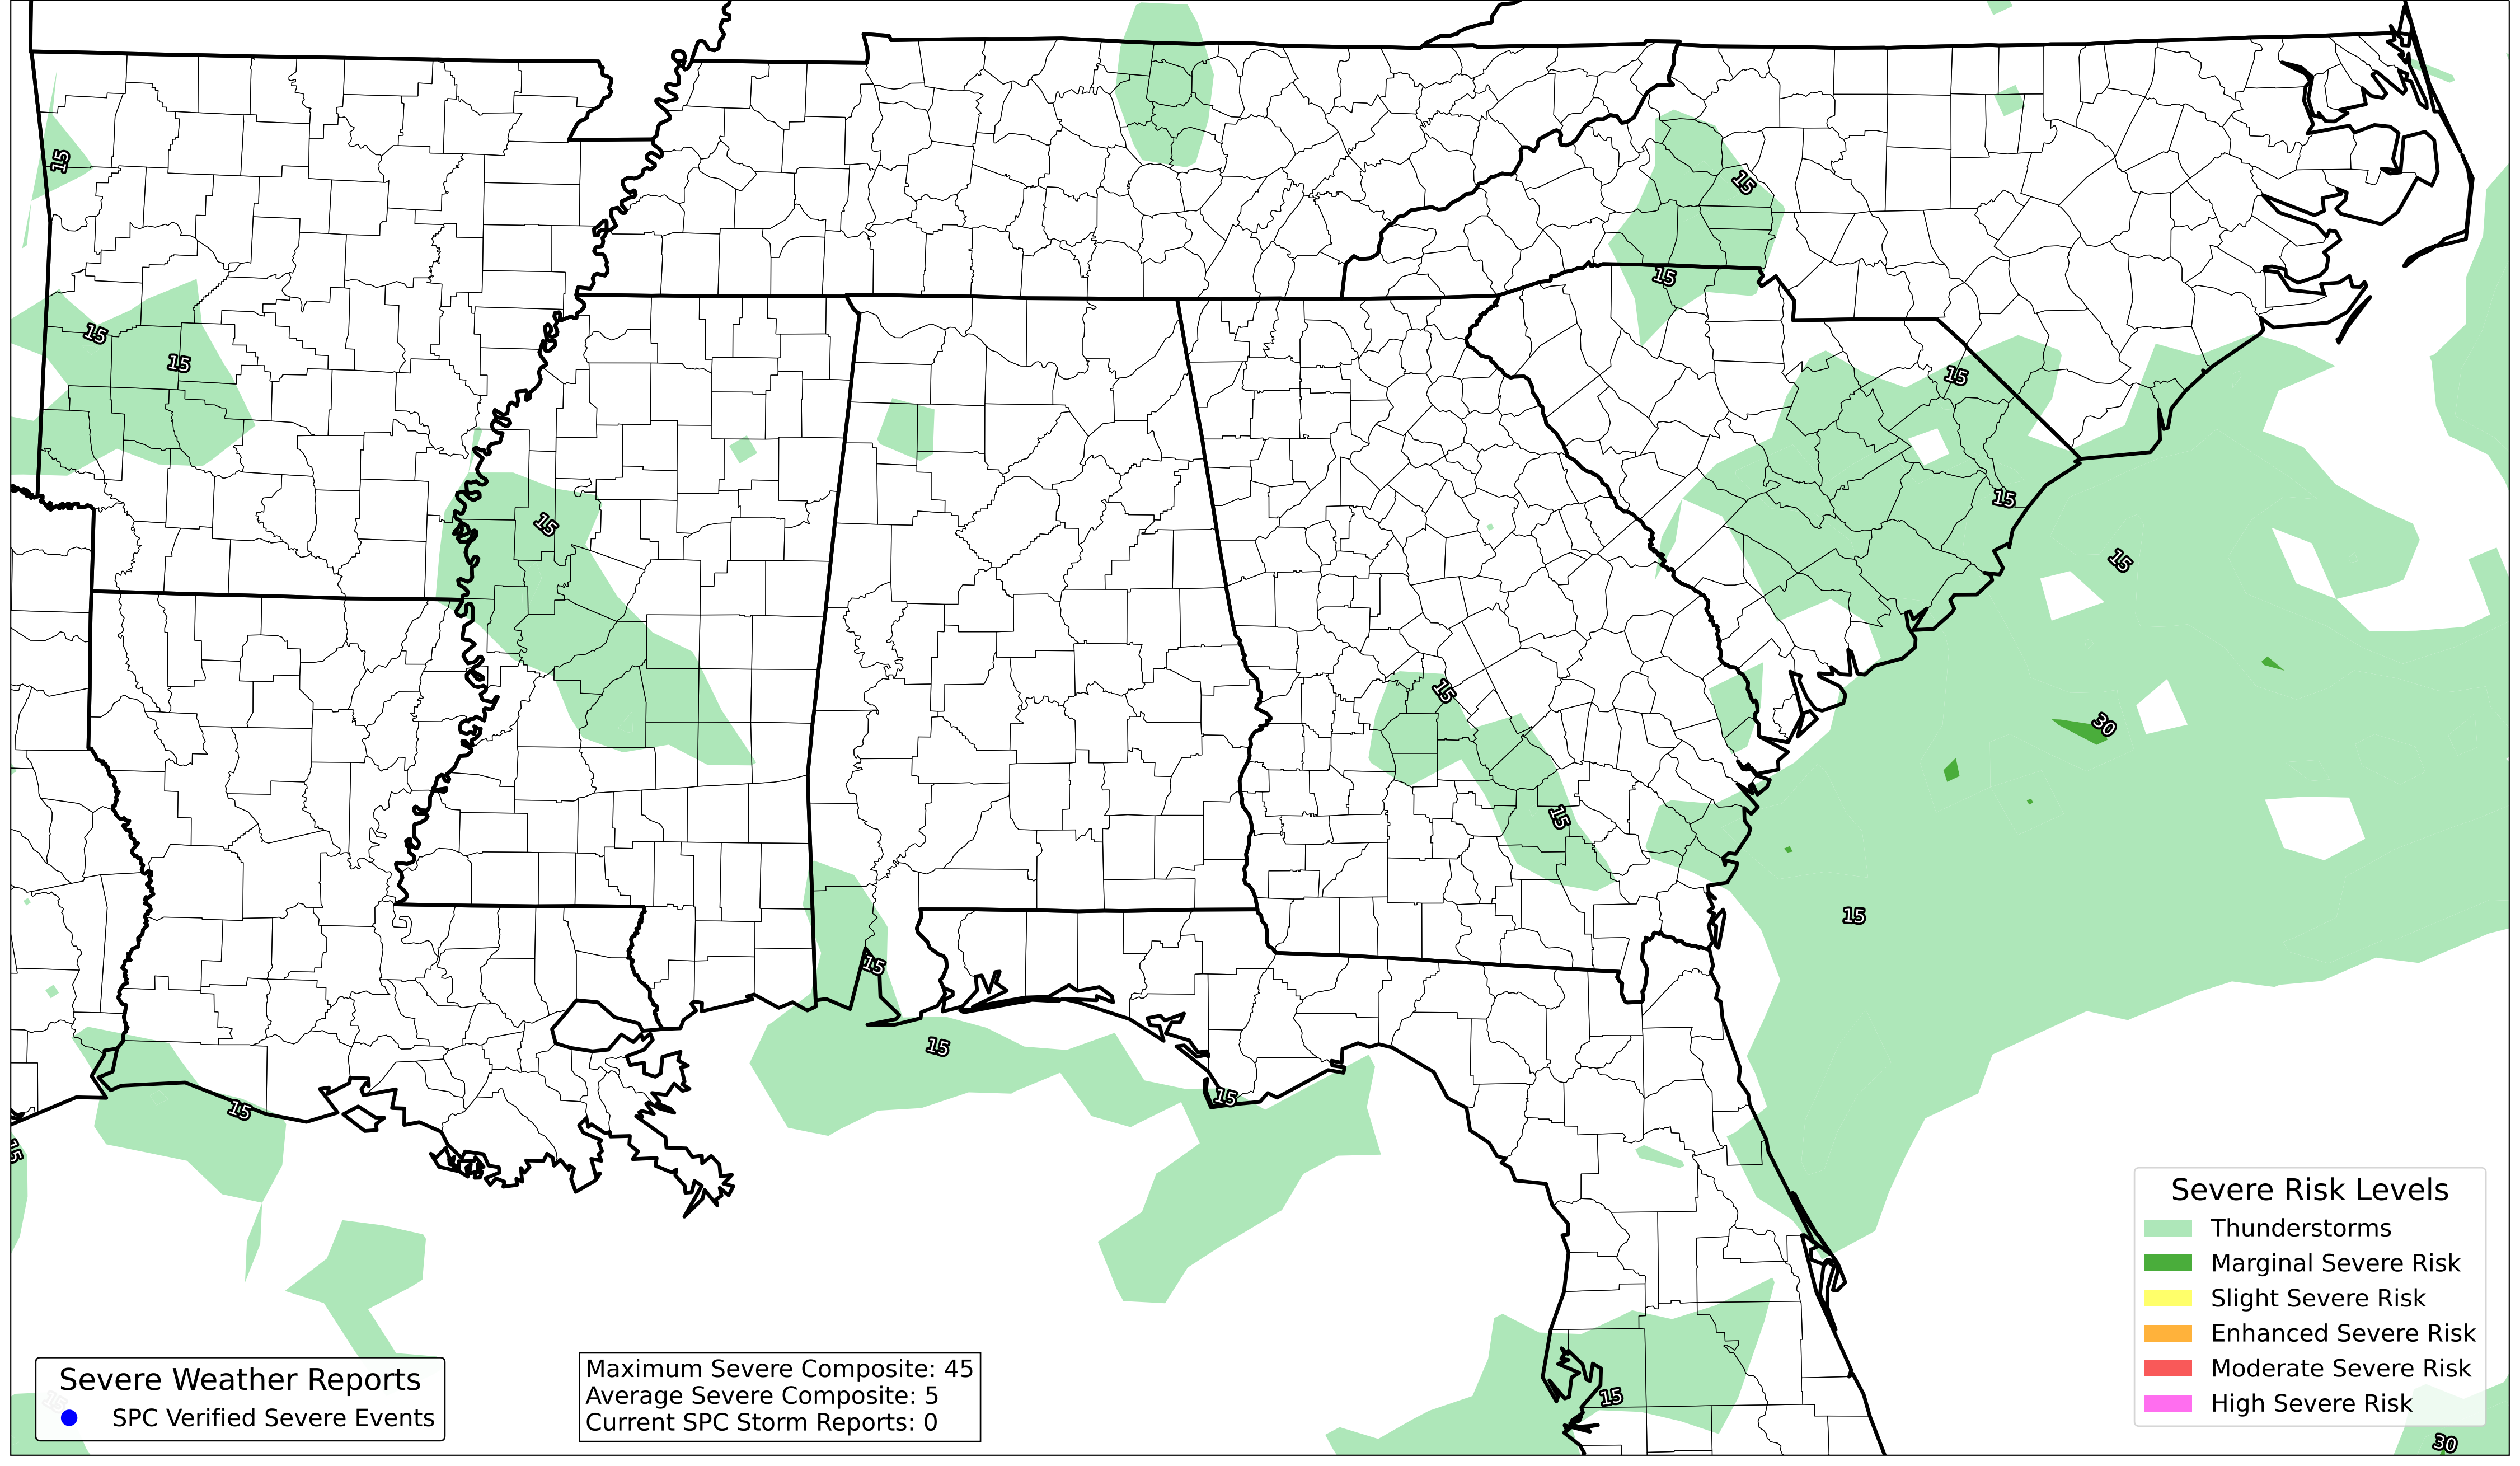 15
15
15
15
15
15
15
15
15
15
15
30
15
15
15
15
15
15
15
15
30
Severe Weather Reports
SPC Verified Severe Events
Maximum Severe Composite: 45
Average Severe Composite: 5
Current SPC Storm Reports: 0
Severe Risk Levels
Thunderstorms
Marginal Severe Risk
Slight Severe Risk
Enhanced Severe Risk
Moderate Severe Risk
High Severe Risk